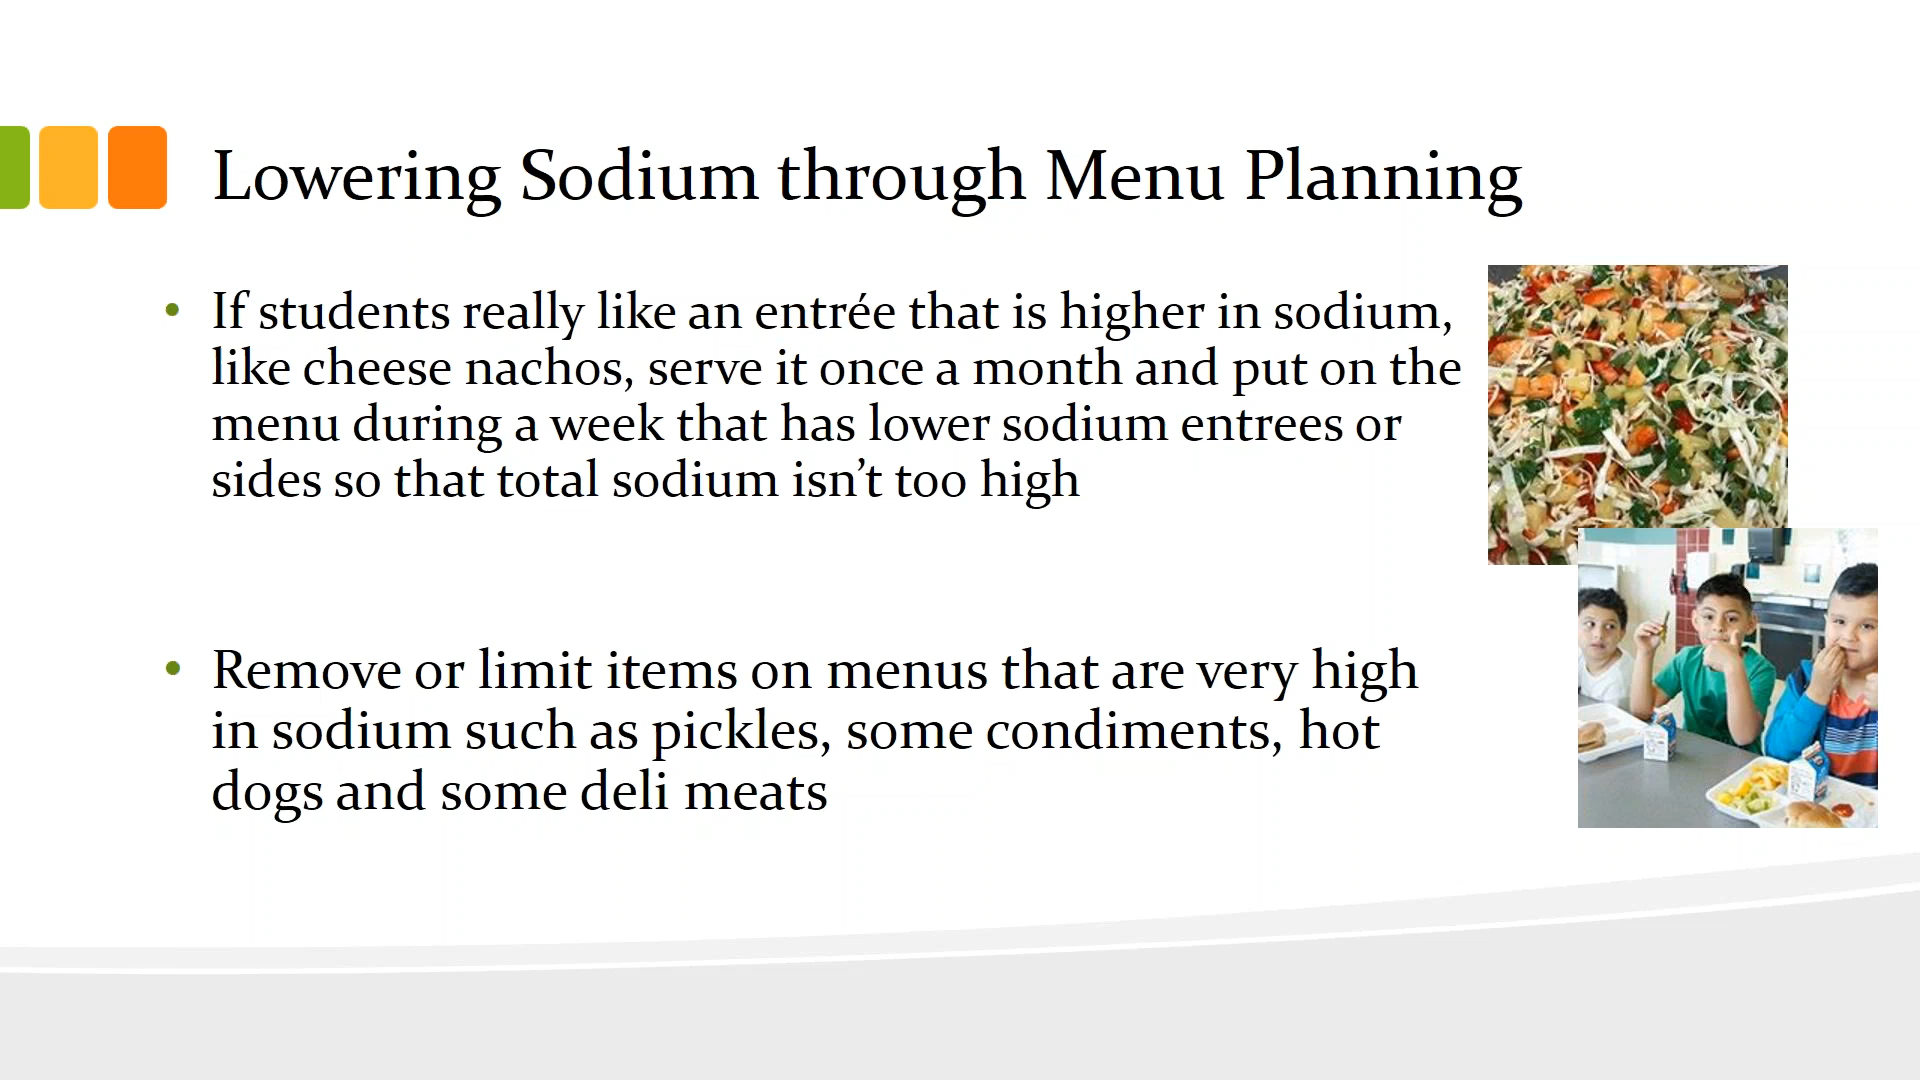 Lowering Sodium through Menu Planning
• If students really like an entrée that is higher in sodium,
like cheese nachos, serve it once a month and put on the
menu during a week that has lower sodium entrees or
sides so that total sodium isn’t too high
• Remove or limit items on menus that are very high
in sodium such as pickles, some condiments, hot
dogs and some deli meats